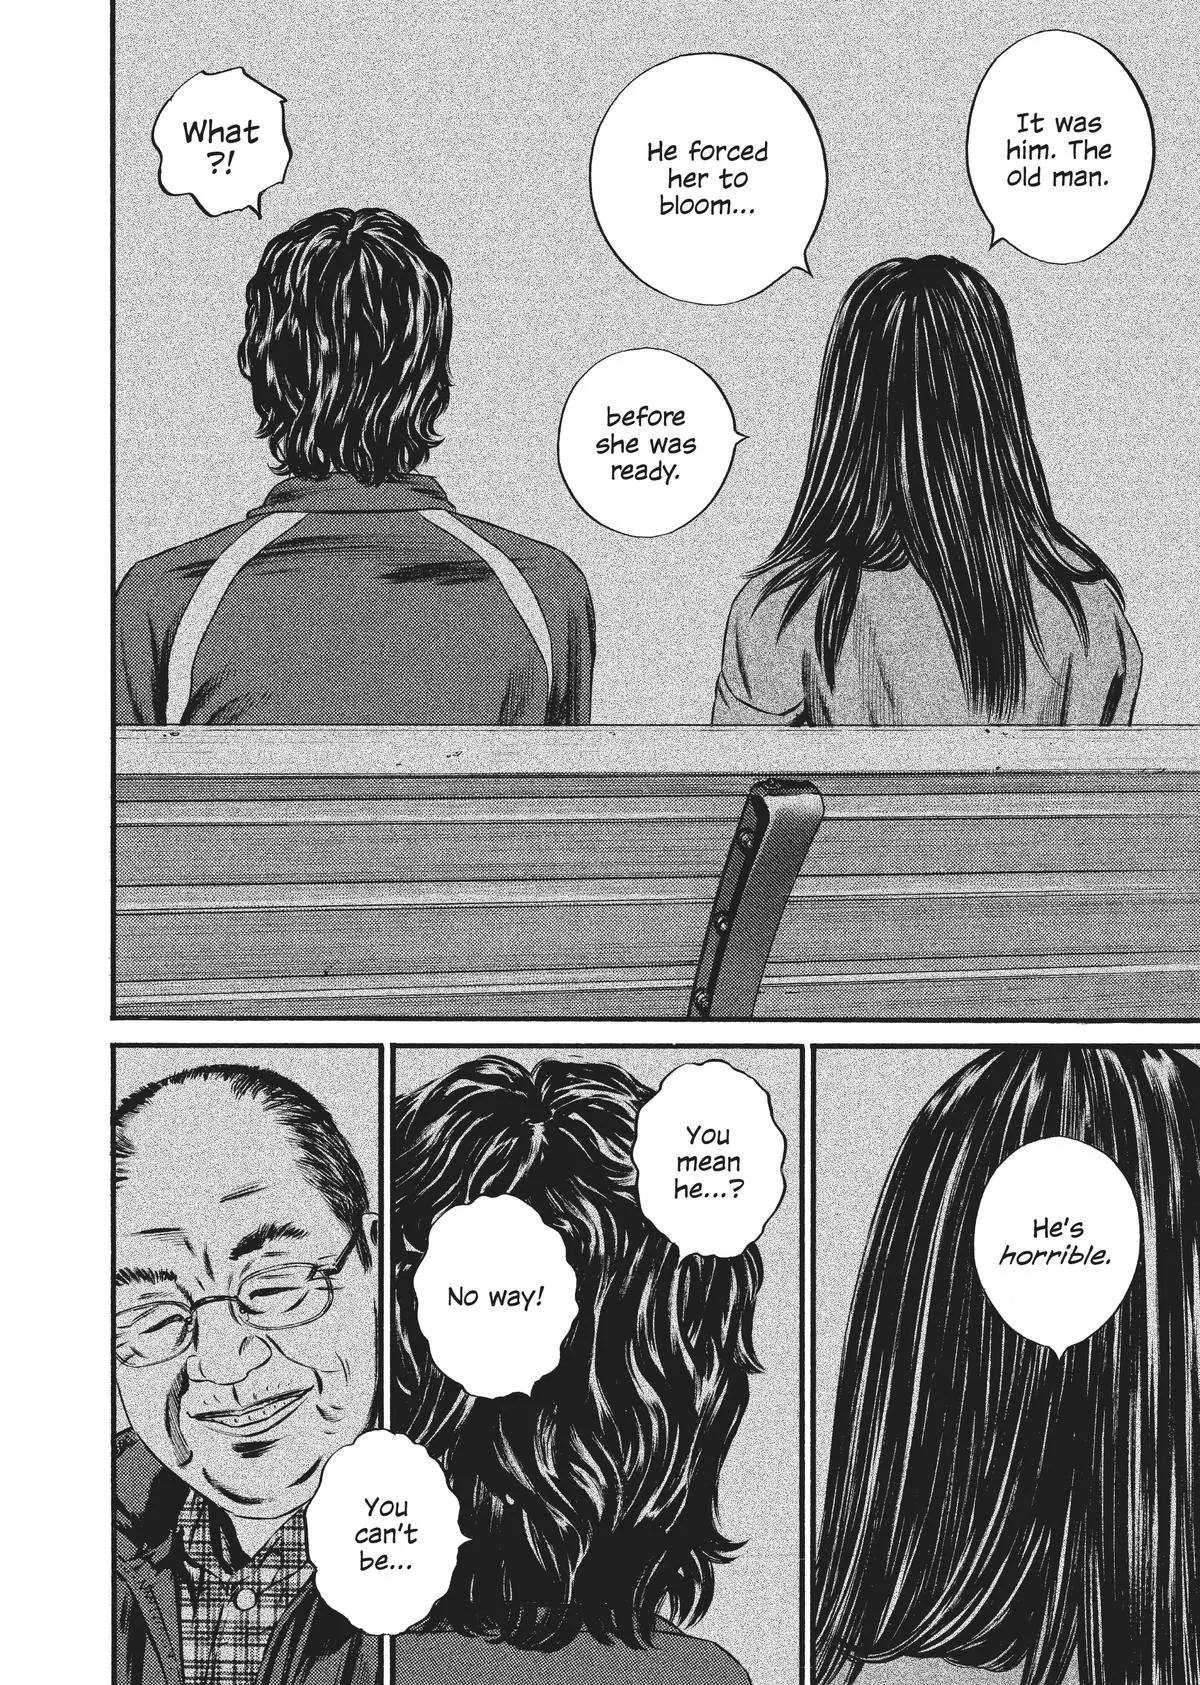 It was
him. The
old man.
He forced
her to
bloom...
before
she was
ready.
What
?!
He's
horrible.
You
mean
he...?
No way!
You
can't
be...